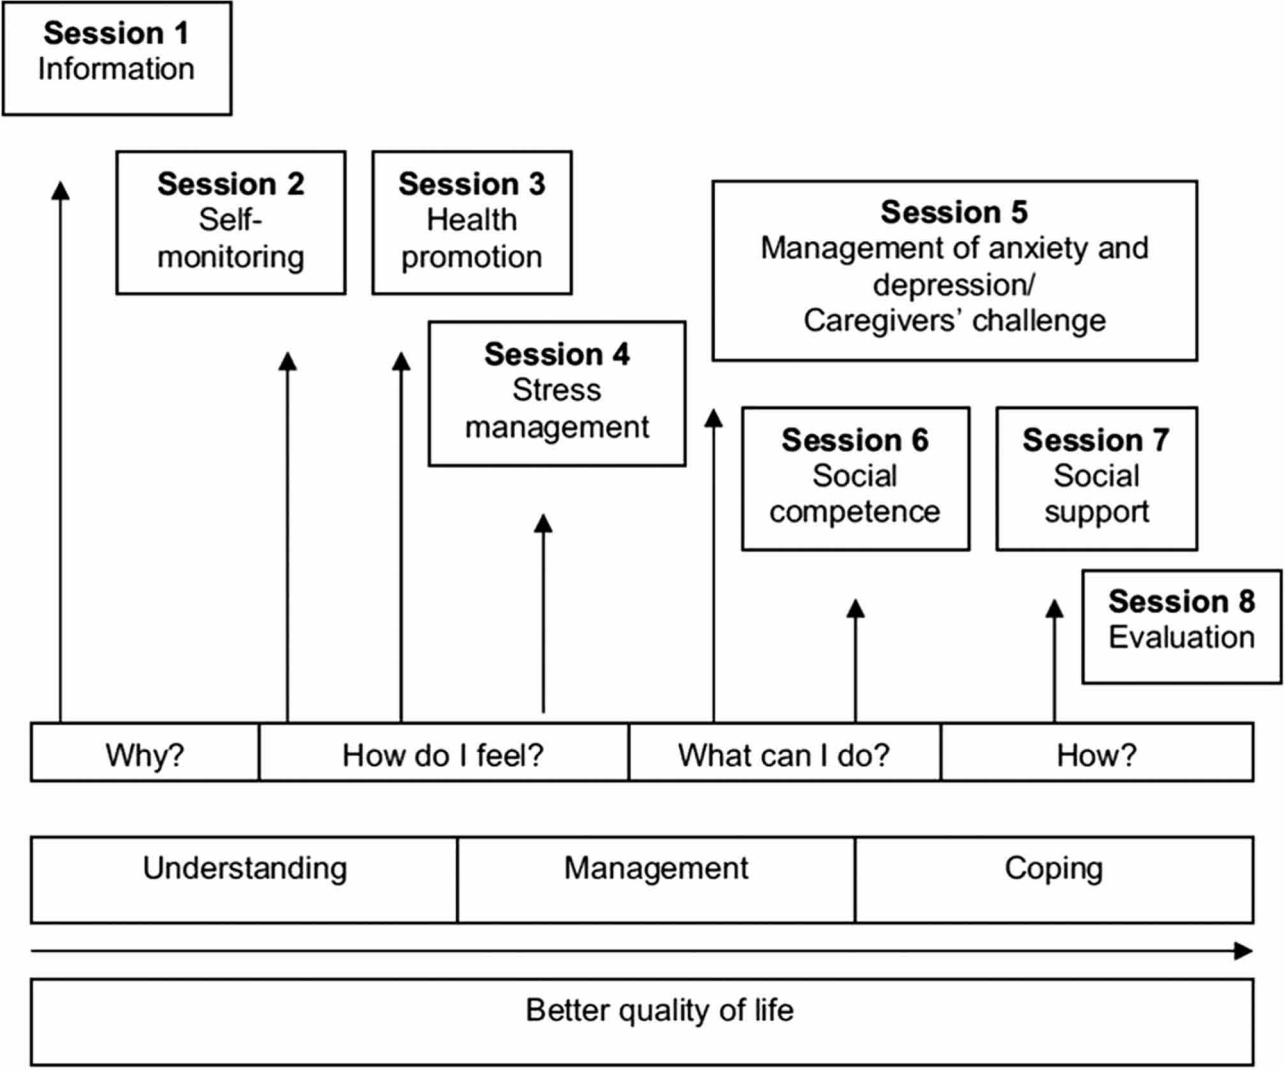 Session 1
Information
Session 2
Self-
monitoring
Session 3
Health
promotion
Session 4
Stress
management
Session 5
Management of anxiety and
depression/
Caregivers’ challenge
Session 6
Social
competence
Session 7
Social
support
Session 8
Evaluation
Why?
How do I feel?
What can I do?
How?
Understanding
Management
Coping
Better quality of life